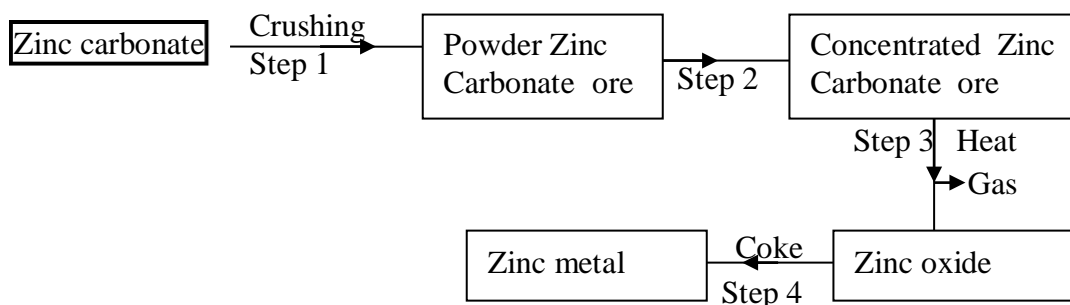 Zinc carbonate
Crushing
Step 1
Powder Zinc
Carbonate ore
Step 2
Concentrated Zinc
Carbonate ore
Step 3 Heat
Gas
Zinc oxide
Coke
Step 4
Zinc metal